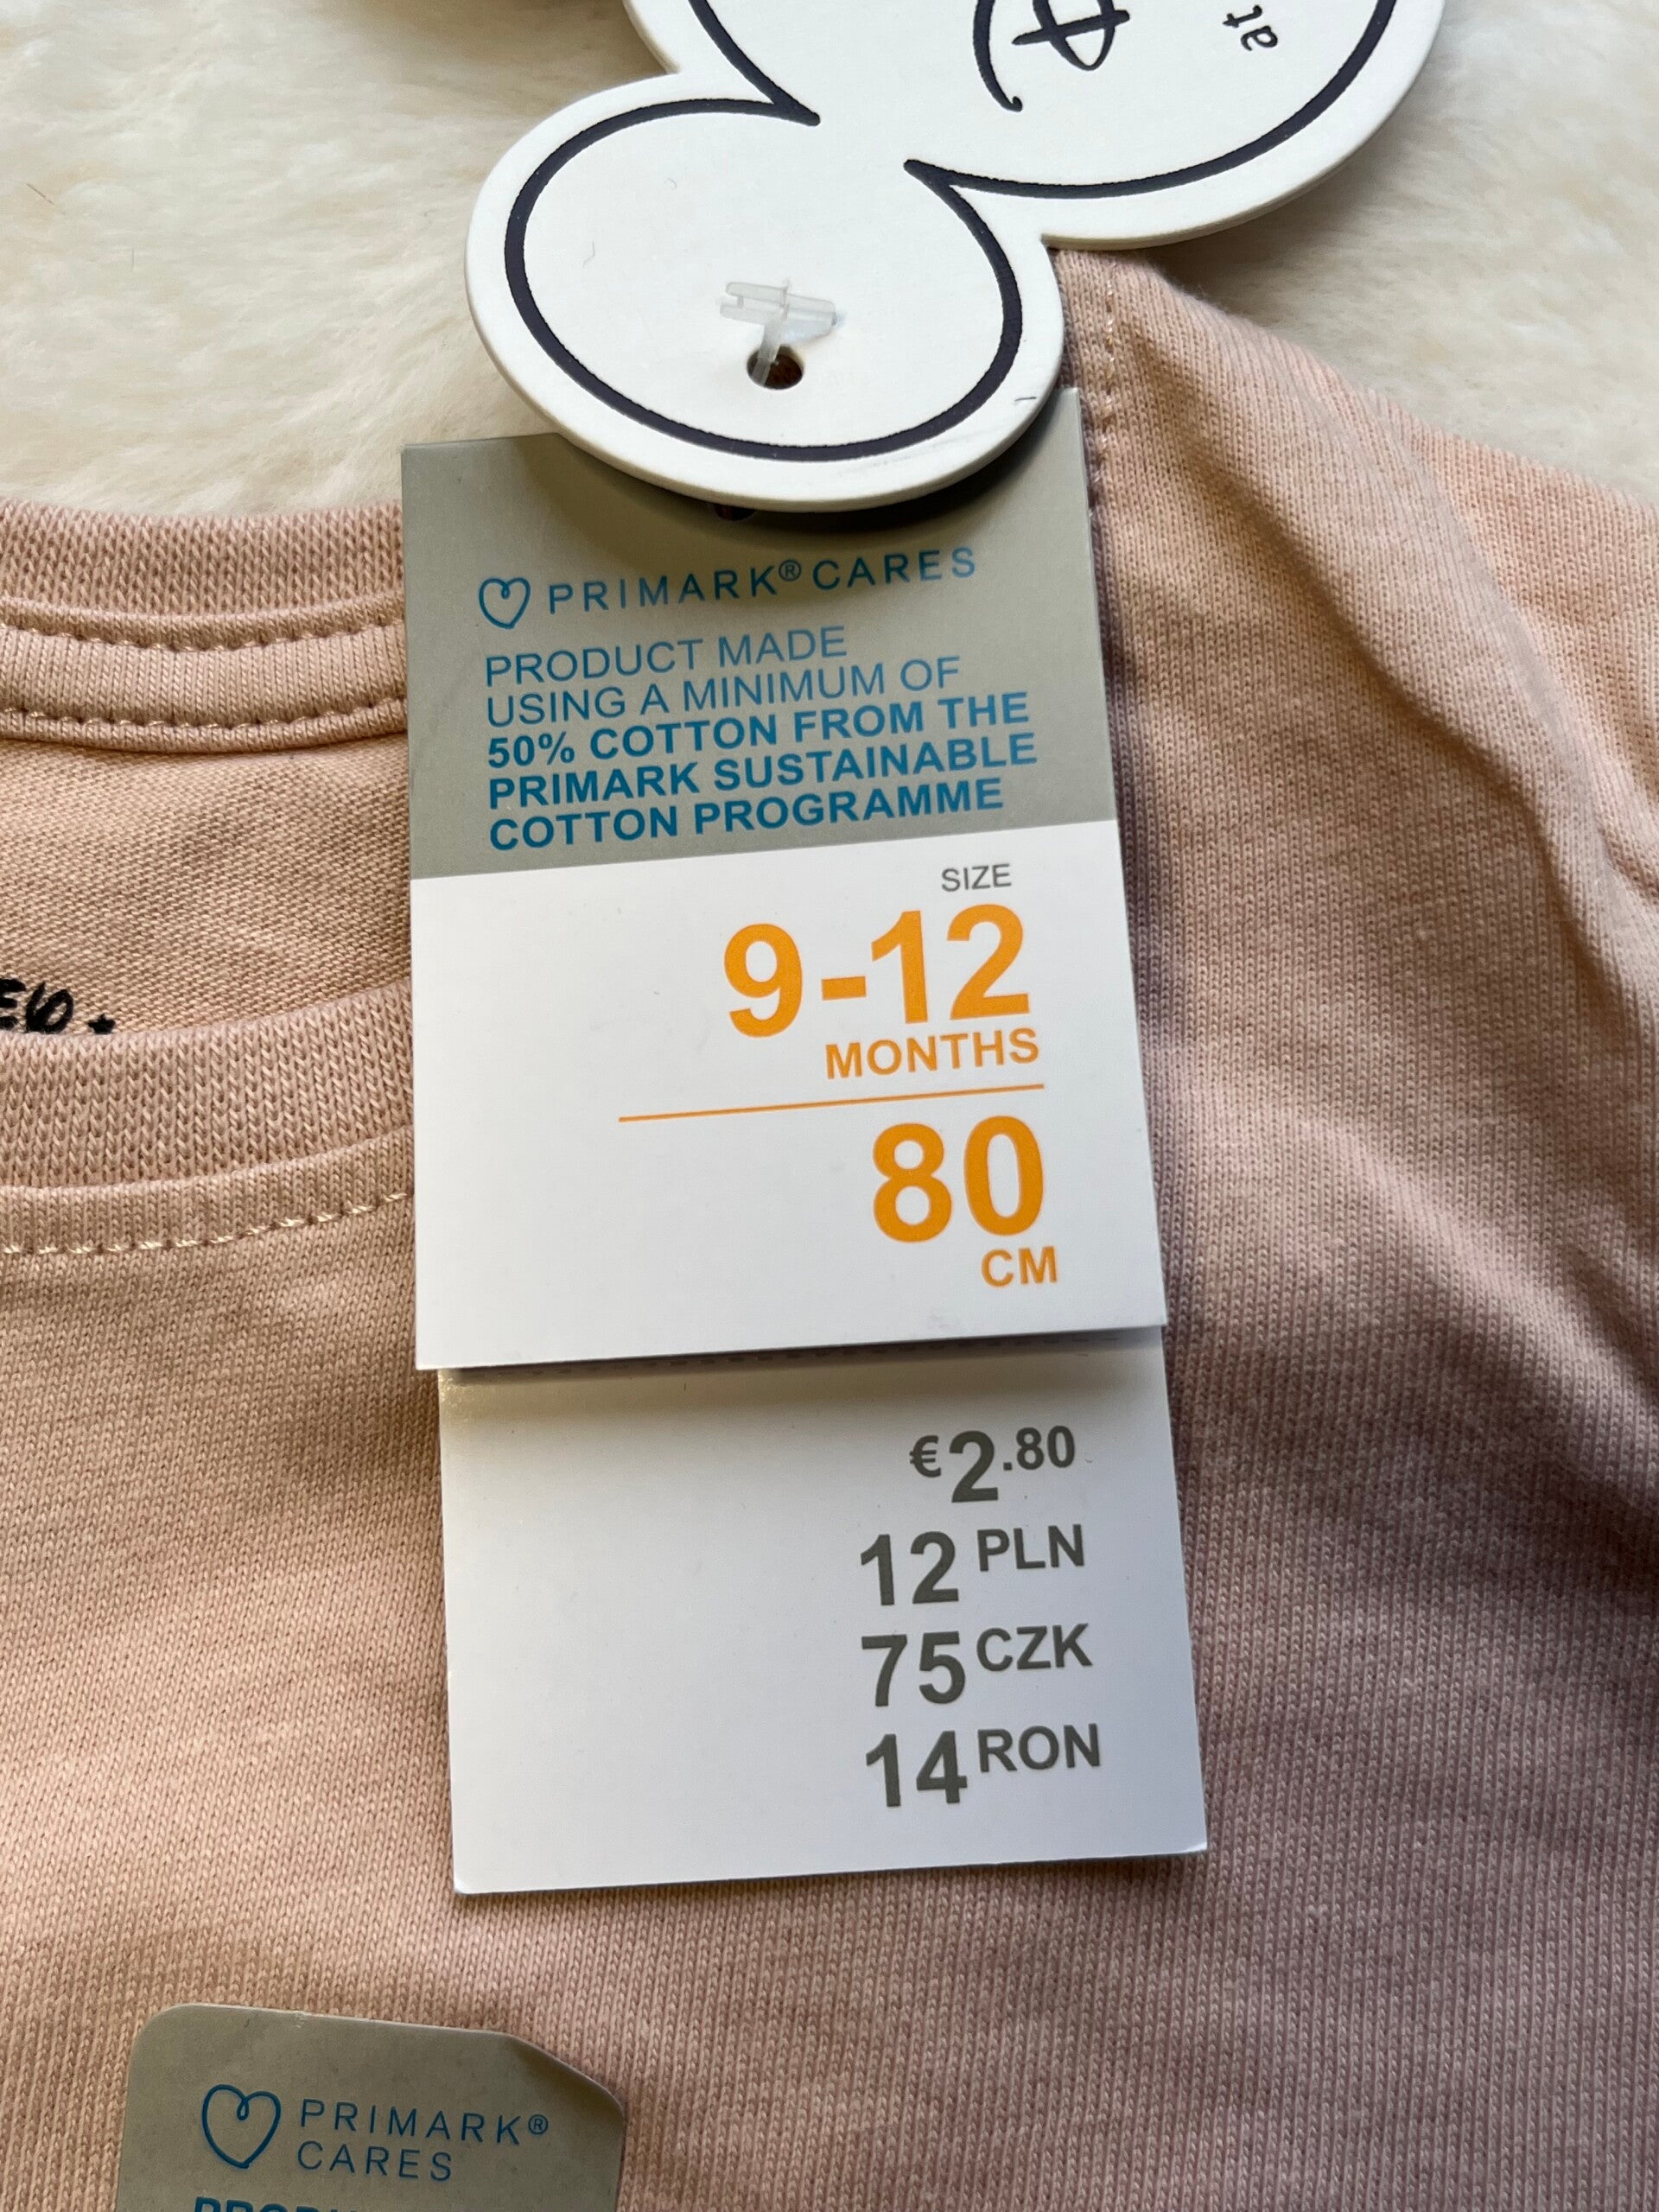 at
PRIMARK® CARES
PRODUCT MADE
USING A MINIMUM OF
50% COTTON FROM THE
PRIMARK SUSTAINABLE
COTTON PROGRAMME
SIZE
9-12
MONTHS
80
CM
€2.80
12 PLN
75 CZK
14 RON
PRIMARK®
CARES